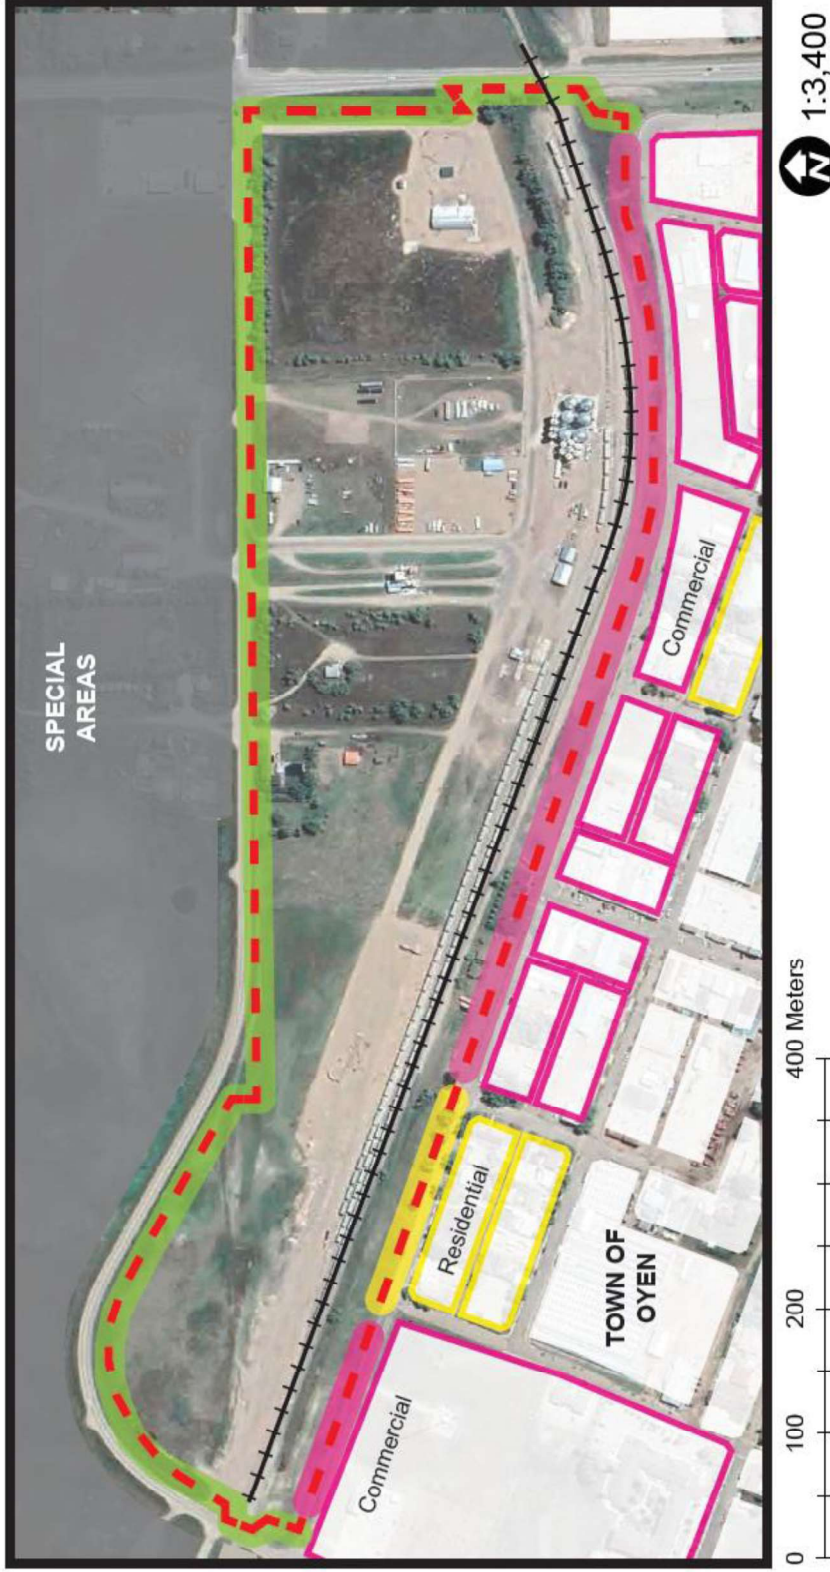 SPECIAL
AREAS
Commercial
Residential
Commercial
TOWN OF
OYEN
0
100
200
400 Meters
N
1:3,400